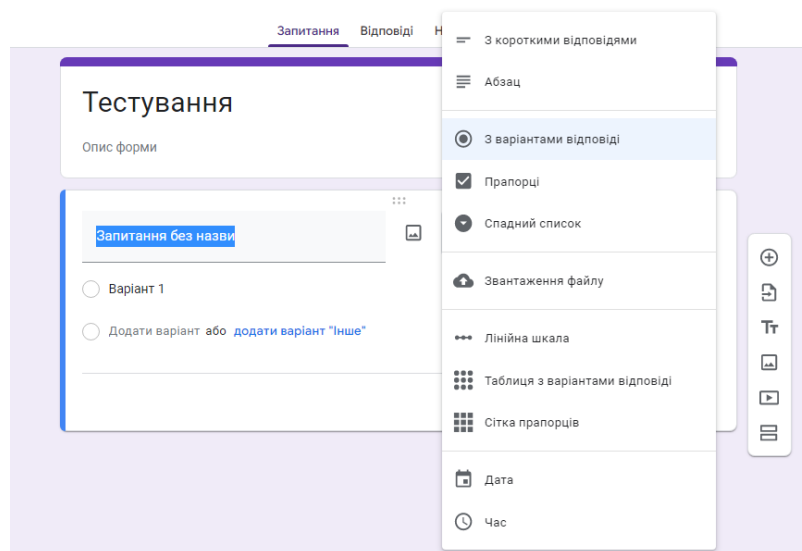 Запитання Відповіді Н
Тестування
Опис форми
Запитання без назви
Варіант 1
Додати варіант або додати варіант "Інше"
З короткими відповідями
Абзац
З варіантами відповіді
Прапорці
Спадний список
Звантаження файлу
Лінійна шкала
Таблиця з варіантами відповіді
Сітка прапорців
Дата
Час
Тт